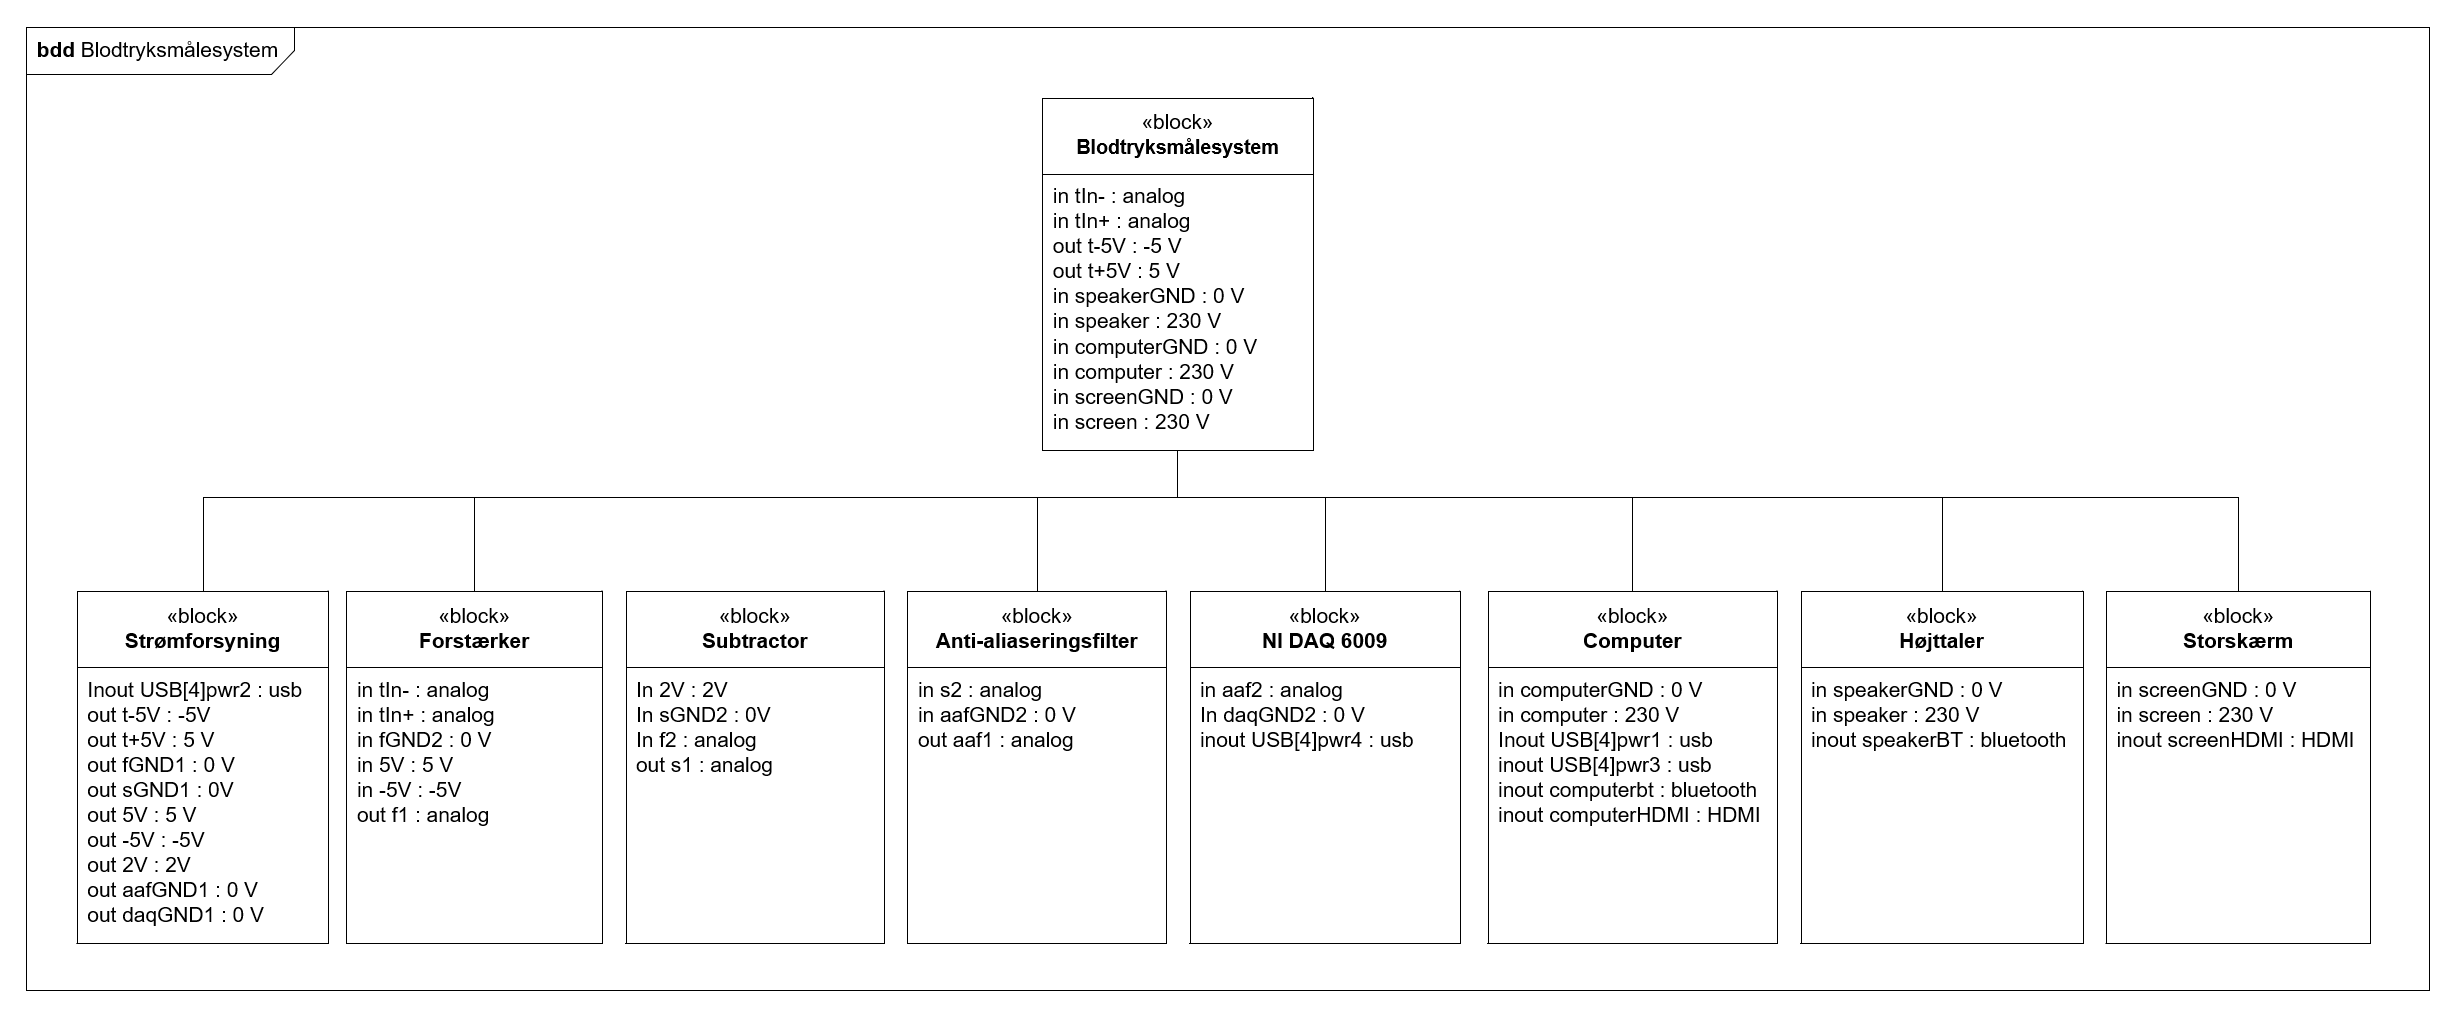 bdd Blodtryksmålesystem
«block»
Blodtryksmålesystem
in tIn- : analog
in tIn+ : analog
out t-5V : -5 V
out t+5V : 5 V
in speakerGND : 0 V
in speaker : 230 V
in computerGND : 0 V
in computer : 230 V
in screenGND : 0 V
in screen : 230 V
«block»
Strømforsyning
Inout USB[4]pwr2 : usb
out t-5V : -5V
out t+5V : 5 V
out fGND1 : 0 V
out sGND1 : 0V
out 5V : 5 V
out -5V : -5V
out 2V : 2V
out aafGND1 : 0 V
out daqGND1 : 0 V
«block»
Forstærker
in tIn- : analog
in tIn+ : analog
in fGND2 : 0 V
in 5V : 5 V
in -5V : -5V
out f1 : analog
«block»
Subtractor
In 2V : 2V
In sGND2 : 0V
In f2 : analog
out s1 : analog
«block»
Anti-aliaseringsfilter
in s2 : analog
in aafGND2 : 0 V
out aaf1 : analog
«block»
NI DAQ 6009
in aaf2 : analog
In daqGND2 : 0 V
inout USB[4]pwr4 : usb
«block»
Computer
in computerGND : 0 V
in computer : 230 V
Inout USB[4]pwr1 : usb
inout USB[4]pwr3 : usb
inout computerbt : bluetooth
inout computerHDMI : HDMI
«block»
Højttaler
in speakerGND : 0 V
in speaker : 230 V
inout speakerBT : bluetooth
«block»
Storskærm
in screenGND : 0 V
in screen : 230 V
inout screenHDMI : HDMI